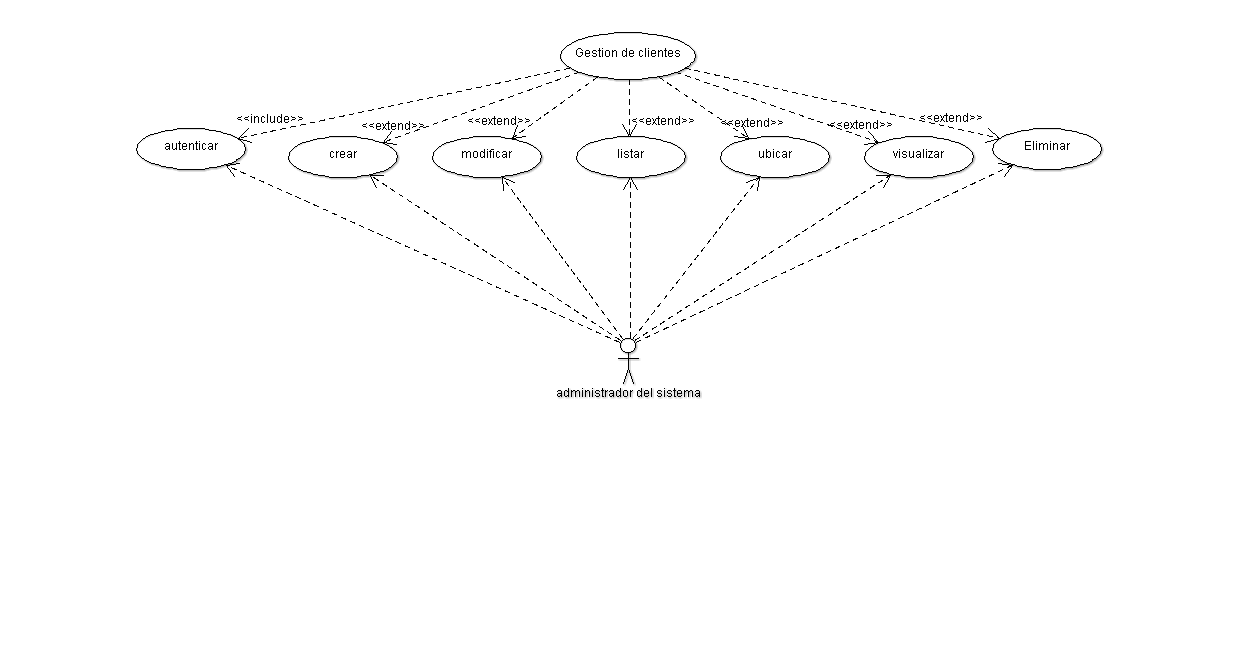 Gestion de clientes
<<include>>
<<extend>>
<<extend>>
<<extend>>
<<extend>>
<<extend>>
<<extend>>
autenticar
crear
modificar
listar
ubicar
visualizar
Eliminar
administrador del sistema